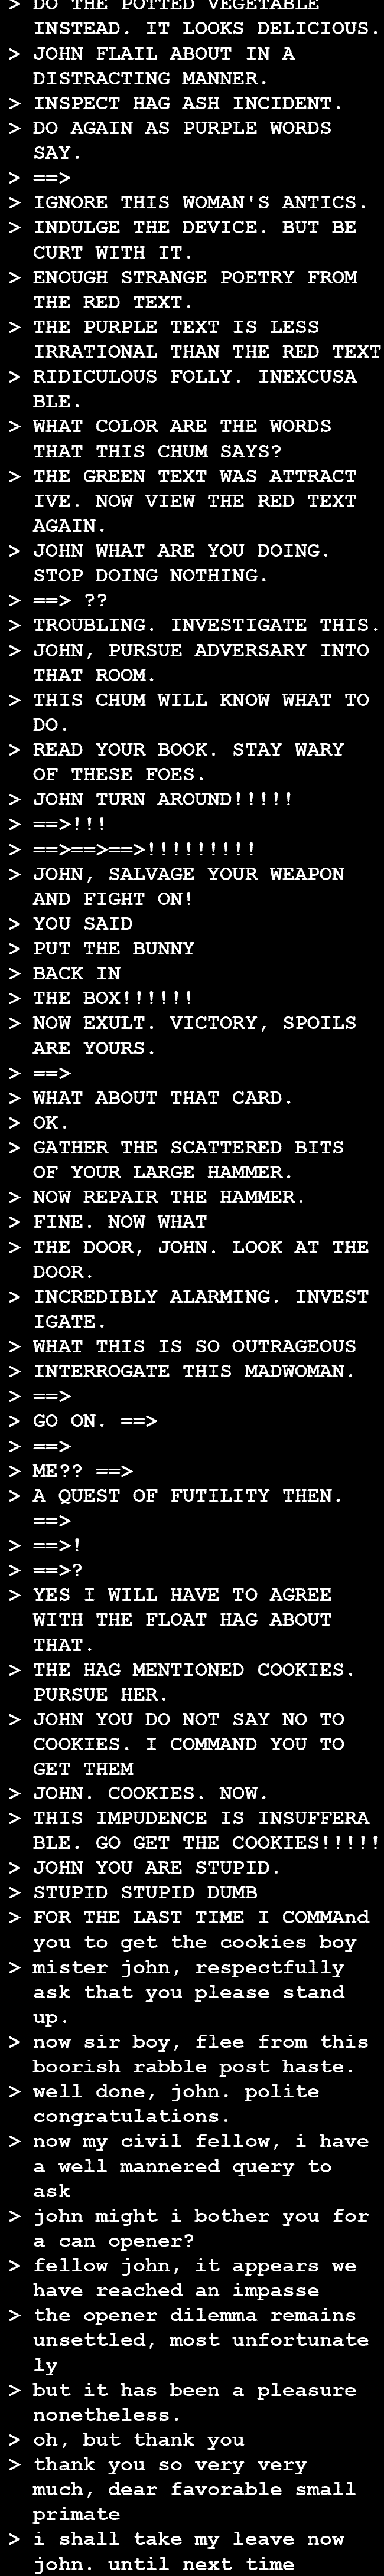 > DO THE POTTED VEGETABLE
INSTEAD. IT LOOKS DELICIOUS.
> JOHN FLAIL ABOUT IN A
DISTRACTING MANNER.
> INSPECT HAG ASH INCIDENT.
> DO AGAIN AS PURPLE WORDS
SAY.
> ==>
> IGNORE THIS WOMAN'S ANTICS.
> INDULGE THE DEVICE. BUT BE
CURT WITH IT.
> ENOUGH STRANGE POETRY FROM
THE RED TEXT.
> THE PURPLE TEXT IS LESS
IRRATIONAL THAN THE RED TEXT
> RIDICULOUS FOLLY. INEXCUSA
BLE.
> WHAT COLOR ARE THE WORDS
THAT THIS CHUM SAYS?
> THE GREEN TEXT WAS ATTRACT
IVE. NOW VIEW THE RED TEXT
AGAIN.
> JOHN WHAT ARE YOU DOING.
STOP DOING NOTHING.
> ==> ??
> TROUBLING. INVESTIGATE THIS.
> JOHN, PURSUE ADVERSARY INTO
THAT ROOM.
> THIS CHUM WILL KNOW WHAT TO
DO.
> READ YOUR BOOK. STAY WARY
OF THESE FOES.
> JOHN TURN AROUND!!!!!
> ==>!!!
> ==>==>==>!!!!!!!!!
> JOHN, SALVAGE YOUR WEAPON
AND FIGHT ON!
> YOU SAID
> PUT THE BUNNY
> BACK IN
> THE BOX!!!!!!
> NOW EXULT. VICTORY, SPOILS
ARE YOURS.
> ==>
> WHAT ABOUT THAT CARD.
> OK.
> GATHER THE SCATTERED BITS
OF YOUR LARGE HAMMER.
> NOW REPAIR THE HAMMER.
> FINE. NOW WHAT
> THE DOOR, JOHN. LOOK AT THE
DOOR.
> INCREDIBLY ALARMING. INVEST
IGATE.
> WHAT THIS IS SO OUTRAGEOUS
> INTERROGATE THIS MADWOMAN.
> ==>
> GO ON. ==>
> ==>
> ME?? ==>
> A QUEST OF FUTILITY THEN.
==>
> ==>!
> ==>?
> YES I WILL HAVE TO AGREE
WITH THE FLOAT HAG ABOUT
THAT.
> THE HAG MENTIONED COOKIES.
PURSUE HER.
> JOHN YOU DO NOT SAY NO TO
COOKIES. I COMMAND YOU TO
GET THEM
> JOHN. COOKIES. NOW.
> THIS IMPUDENCE IS INSUFFERA
BLE. GO GET THE COOKIES!!!!!
> JOHN YOU ARE STUPID.
> STUPID STUPID DUMB
> FOR THE LAST TIME I COMMAnd
you to get the cookies boy
> mister john, respectfully
ask that you please stand
up.
> now sir boy, flee from this
boorish rabble post haste.
> well done, john. polite
congratulations.
> now my civil fellow, i have
a well mannered query to
ask
> john might i bother you for
a can opener?
> fellow john, it appears we
have reached an impasse
> the opener dilemma remains
unsettled, most unfortunate
ly
> but it has been a pleasure
nonetheless.
> oh, but thank you
> thank you so very very
much, dear favorable small
primate
> i shall take my leave now
john. until next time